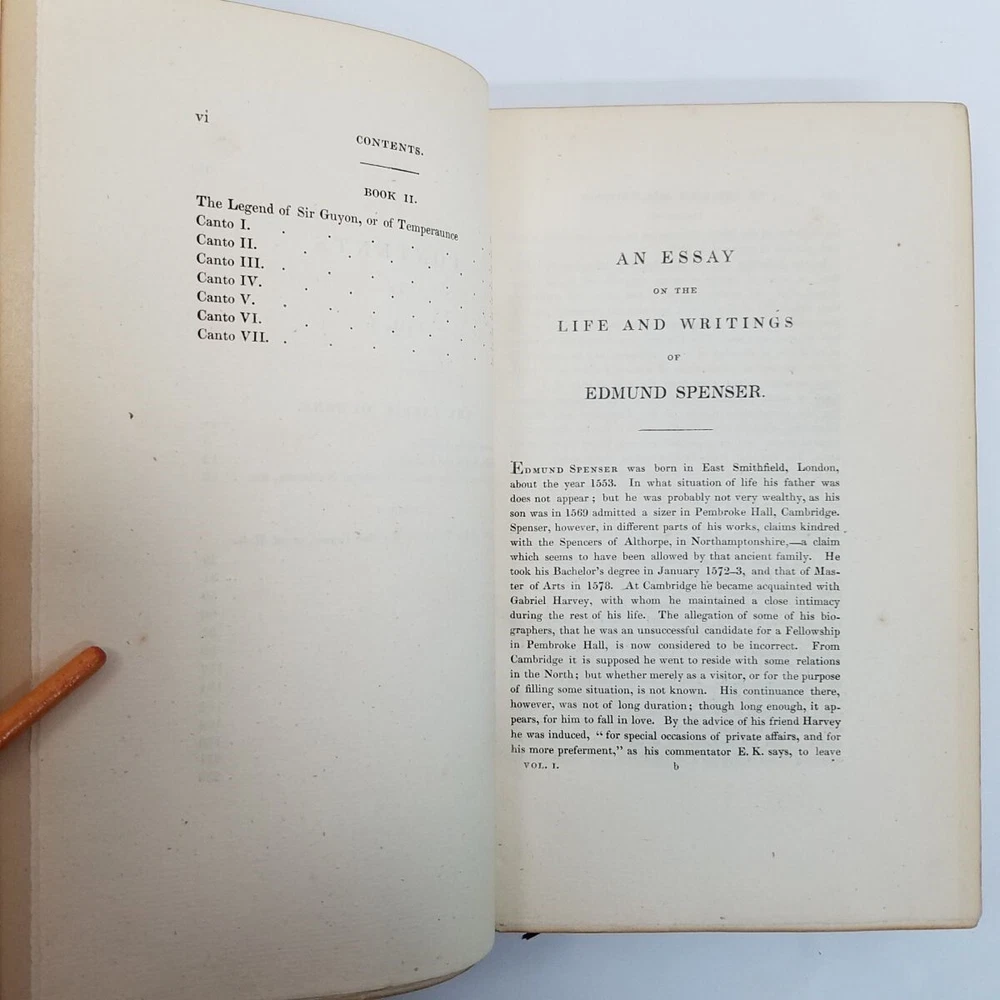 vi
CONTENTS.
BOOK II.
The Legend of Sir Guyon, or of Temperaunce
Canto I.
Canto II.
Canto III.
Canto IV.
Canto V.
Canto VI.
Canto VII.
AN ESSAY
ON THE
LIFE AND WRITINGS
OF
EDMUND SPENSER.
EDMUND SPENSER was born in East Smithfield, London,
about the year 1553. In what situation of life his father was
does not appear; but he was probably not very wealthy, as his
son was in 1569 admitted a sizer in Pembroke Hall, Cambridge.
Spenser, however, in different parts of his works, claims kindred
with the Spencers of Althorpe, in Northamptonshire,—a claim
which seems to have been allowed by that ancient family. He
took his Bachelor's degree in January 1572-3, and that of Mas-
ter of Arts in 1578. At Cambridge he became acquainted with
Gabriel Harvey, with whom he maintained a close intimacy
during the rest of his life. The allegation of some of his bio-
graphers, that he was an unsuccessful candidate for a Fellowship
in Pembroke Hall, is now considered to be incorrect. From
Cambridge it is supposed he went to reside with some relations
in the North; but whether merely as a visitor, or for the purpose
of filling some situation, is not known. His continuance there,
however, was not of long duration; though long enough, it ap-
pears, for him to fall in love. By the advice of his friend Harvey
he was induced, "for special occasions of private affairs, and for
his more preferment," as his commentator E. K. says, to leave
VOL. I. b